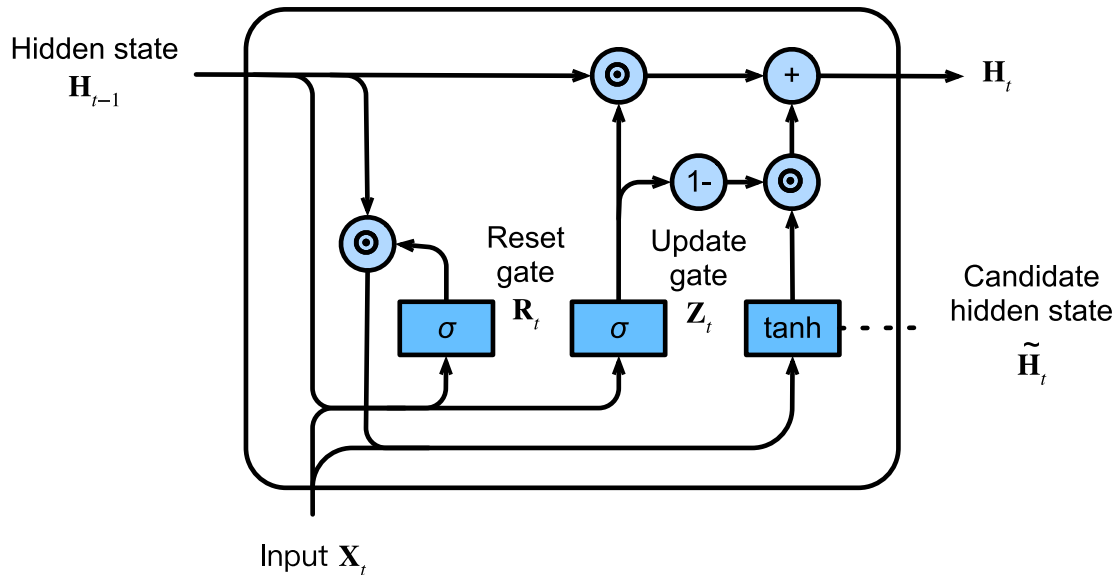 Hidden state
H_{t−1}
+
H_t
1-
Reset
gate
R_t
Update
gate
Z_t
σ
σ
tanh
Candidate
hidden state
H̃_t
Input X_t